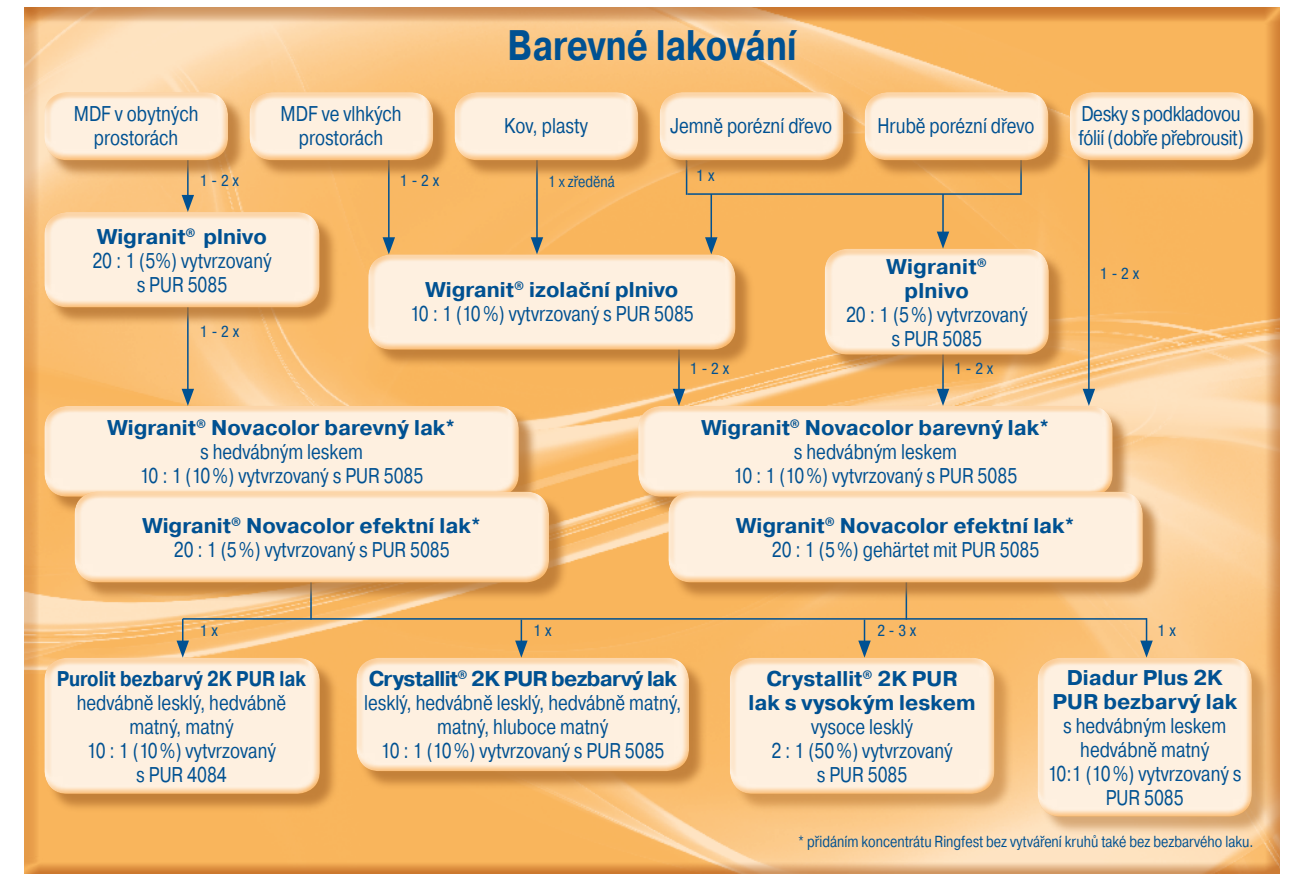 Barevné lakování
MDF v obytných
prostorách
MDF ve vlhkých
prostorách
Kov, plasty
Jemně porézní dřevo
Hrubě porézní dřevo
Desky s podkladovou
fólií (dobře přebrousit)
1 - 2 x
1 - 2 x
1 x zředěná
1 x
1 - 2 x
Wigranit® plnivo
20 : 1 (5%) vytvrzovaný
s PUR 5085
Wigranit® izolační plnivo
10 : 1 (10 %) vytvrzovaný s PUR 5085
Wigranit®
plnivo
20 : 1 (5%) vytvrzovaný
s PUR 5085
1 - 2 x
1 - 2 x
1 - 2 x
Wigranit® Novacolor barevný lak*
s hedvábným leskem
10 : 1 (10 %) vytvrzovaný s PUR 5085
Wigranit® Novacolor efektní lak*
20 : 1 (5 %) vytvrzovaný s PUR 5085
Wigranit® Novacolor barevný lak*
s hedvábným leskem
10 : 1 (10 %) vytvrzovaný s PUR 5085
Wigranit® Novacolor efektní lak*
20 : 1 (5 %) gehärtet mit PUR 5085
1 x
1 x
2 - 3 x
1 x
Purolit bezbarvý 2K PUR lak
hedvábně lesklý, hedvábně
matný, matný
10 : 1 (10 %) vytvrzovaný
s PUR 4084
Crystallit® 2K PUR bezbarvý lak
lesklý, hedvábně lesklý, hedvábně matný,
matný, hluboce matný
10 : 1 (10 %) vytvrzovaný s PUR 5085
Crystallit® 2K PUR
lak s vysokým leskem
vysoce lesklý
2 : 1 (50 %) vytvrzovaný
s PUR 5085
Diadur Plus 2K
PUR bezbarvý lak
s hedvábným leskem
hedvábně matný
10:1 (10 %) vytvrzovaný s
PUR 5085
* přidáním koncentrátu Ringfest bez vytváření kruhů také bez bezbarvého laku.